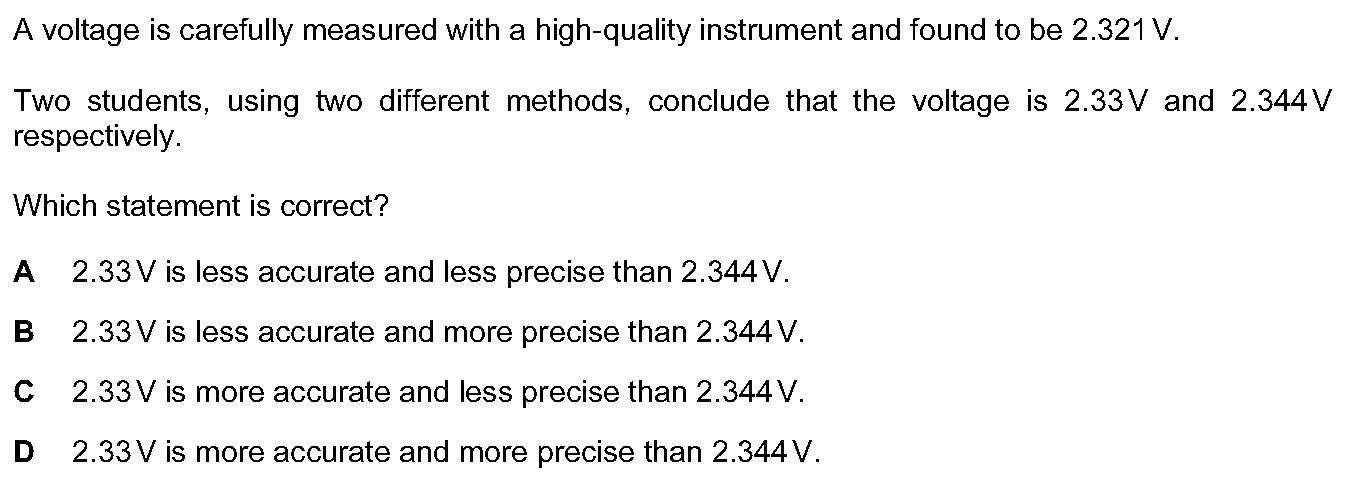 A voltage is carefully measured with a high-quality instrument and found to be 2.321 V.
Two students, using two different methods, conclude that the voltage is 2.33 V and 2.344 V
respectively.
Which statement is correct?
A 2.33 V is less accurate and less precise than 2.344 V.
B 2.33 V is less accurate and more precise than 2.344 V.
C 2.33 V is more accurate and less precise than 2.344 V.
D 2.33 V is more accurate and more precise than 2.344 V.